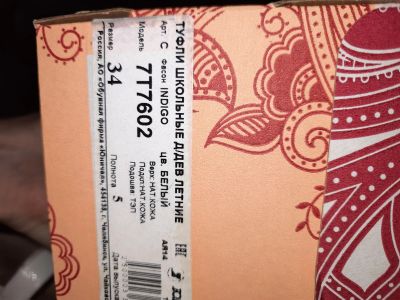 ТУФЛИ ШКОЛЬНЫЕ Д/ДЕВ ЛЕТНИЕ
Арт. С Фасон INDIGO цв. БЕЛЫЙ AR14
Модель 7Т7602 Верх: НАТ.КОЖА
Подкл:НАТ.КОЖА
Подошва: ТЭП
Размер 34 Полнота 5 Дата выпуска
Россия, АО «Обувная фирма «Юничел», 454138, г. Челябинск, ул.